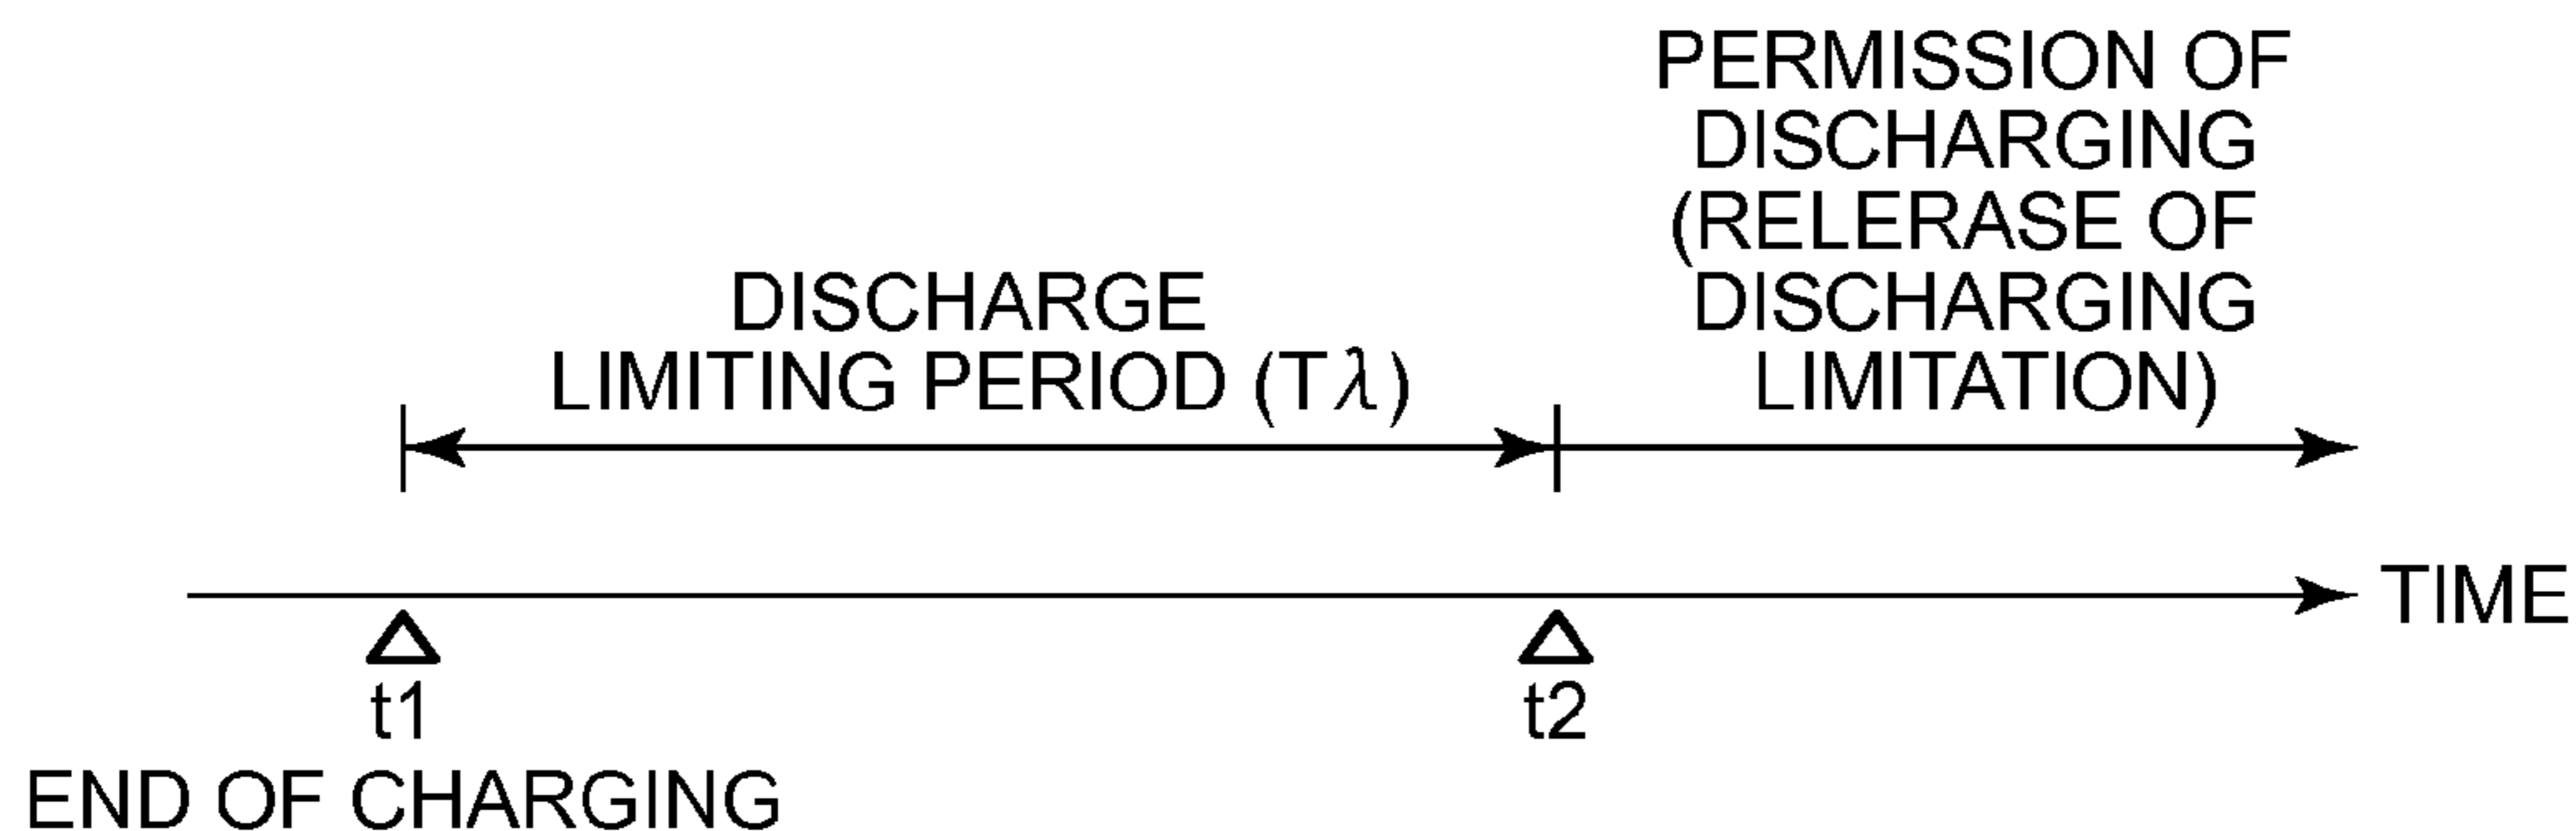 PERMISSION OF
DISCHARGING
(RELERASE OF
DISCHARGING
LIMITATION)
DISCHARGE
LIMITING PERIOD (Tλ)
TIME
t1
t2
END OF CHARGING